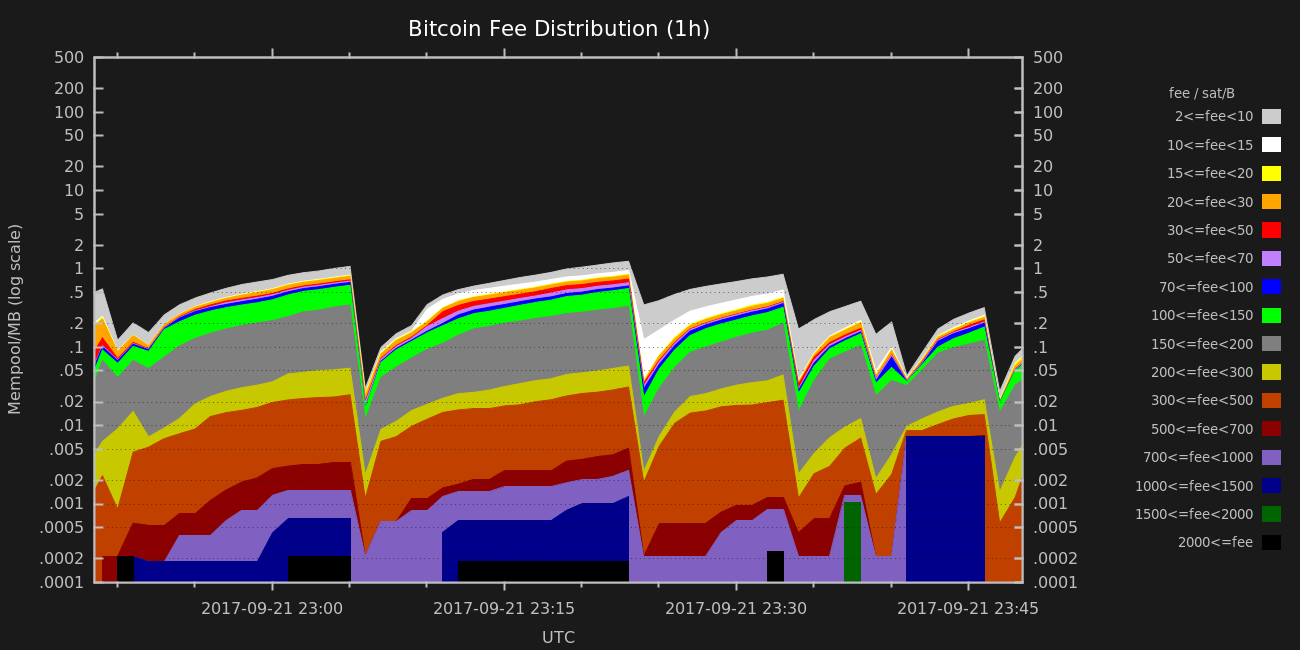 Bitcoin Fee Distribution (1h)
Mempool/MB (log scale)
500
200
100
50
20
10
5
2
1
.5
.2
.1
.05
.02
.01
.005
.002
.001
.0005
.0002
.0001
500
200
100
50
20
10
5
2
1
.5
.2
.1
.05
.02
.01
.005
.002
.001
.0005
.0002
.0001
2017-09-21 23:00
2017-09-21 23:15
2017-09-21 23:30
2017-09-21 23:45
UTC
fee / sat/B
2<=fee<10
10<=fee<15
15<=fee<20
20<=fee<30
30<=fee<50
50<=fee<70
70<=fee<100
100<=fee<150
150<=fee<200
200<=fee<300
300<=fee<500
500<=fee<700
700<=fee<1000
1000<=fee<1500
1500<=fee<2000
2000<=fee